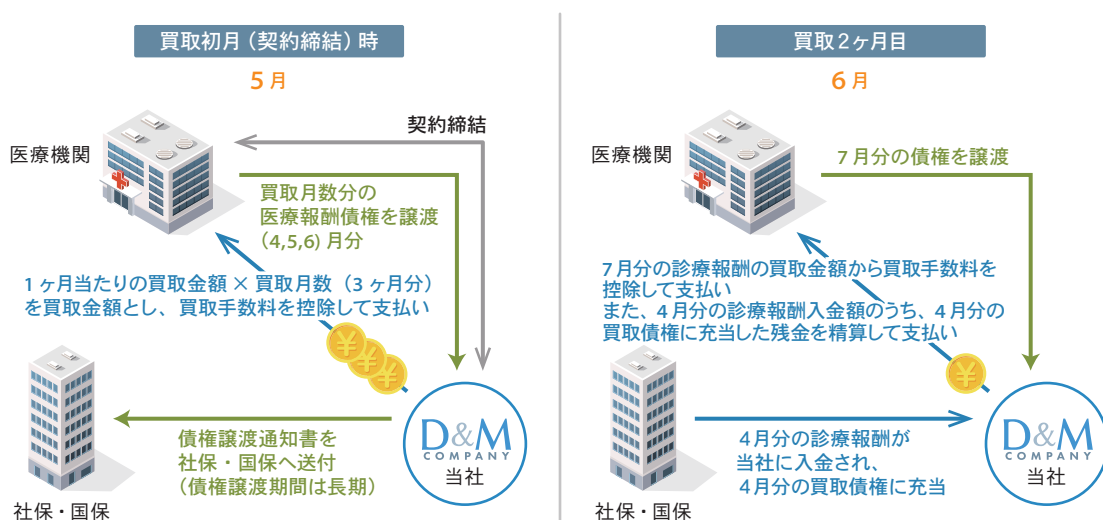 買取初月(契約締結)時
5月
契約締結
医療機関
買取月数分の
医療報酬債権を譲渡
(4,5,6)月分
1ヶ月当たりの買取金額 × 買取月数(3ヶ月分)
を買取金額とし、買取手数料を控除して支払い
D&M
COMPANY
当社
債権譲渡通知書を
社保・国保へ送付
(債権譲渡期間は長期)
社保・国保
買取2ヶ月目
6月
医療機関
7月分の債権を譲渡
7月分の診療報酬の買取金額から買取手数料を
控除して支払い
また、4月分の診療報酬入金額のうち、4月分の
買取債権に充当した残金を精算して支払い
D&M
COMPANY
当社
4月分の診療報酬が
当社に入金され、
4月分の買取債権に充当
社保・国保